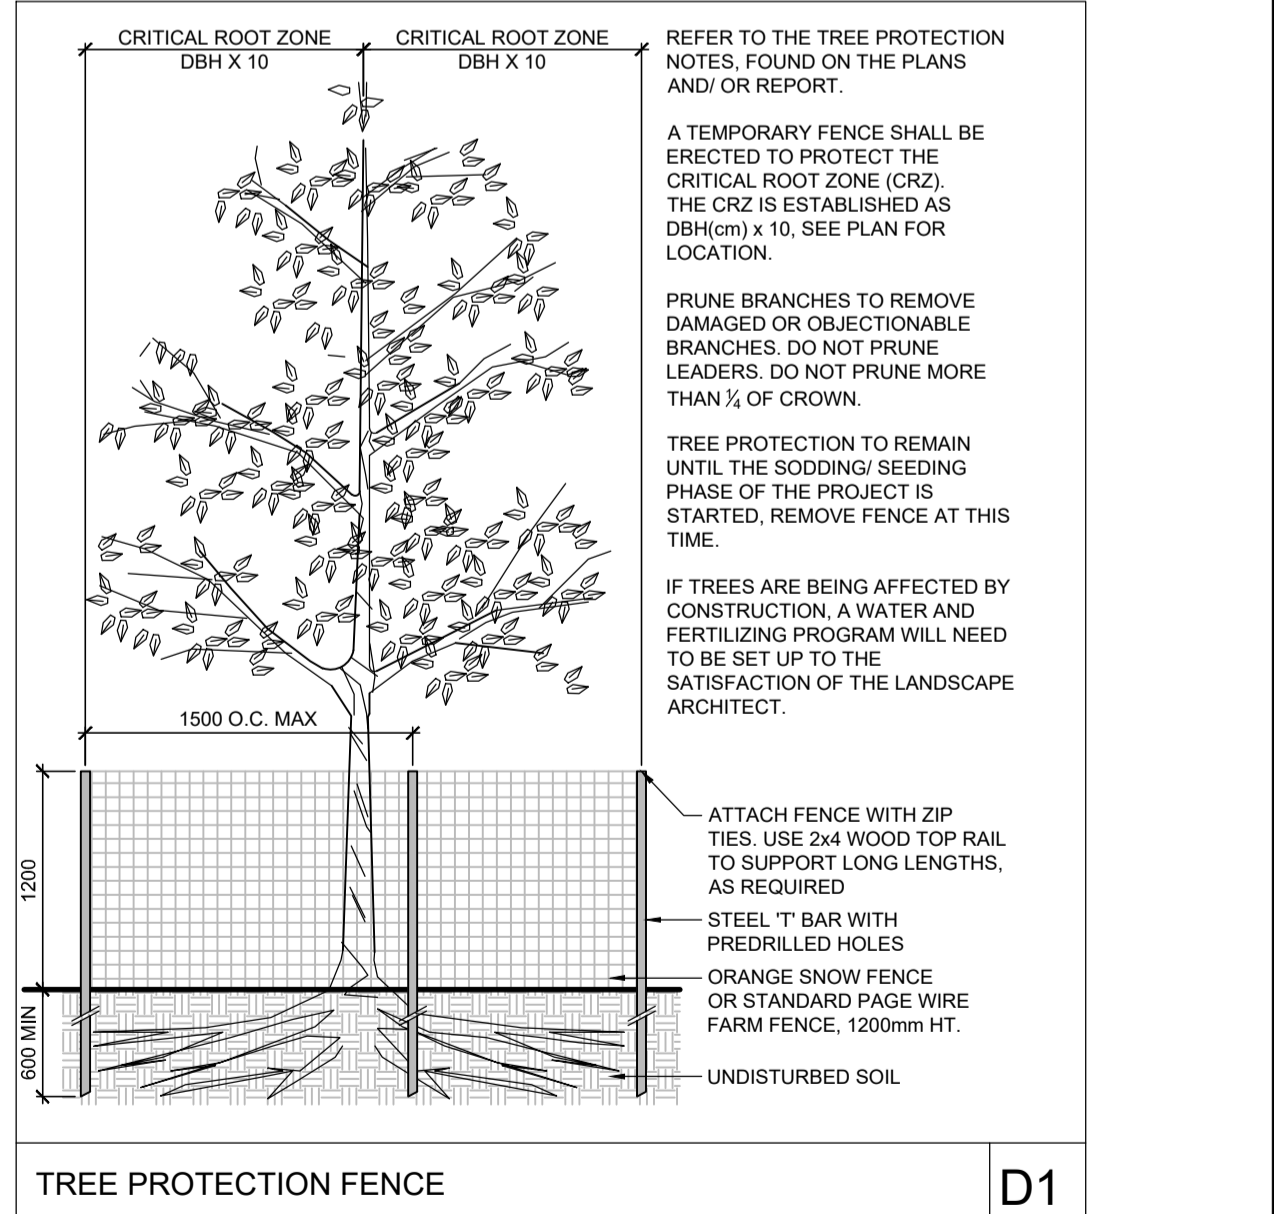 CRITICAL ROOT ZONE
DBH X 10
CRITICAL ROOT ZONE
DBH X 10
REFER TO THE TREE PROTECTION
NOTES, FOUND ON THE PLANS
AND/ OR REPORT.
A TEMPORARY FENCE SHALL BE
ERECTED TO PROTECT THE
CRITICAL ROOT ZONE (CRZ).
THE CRZ IS ESTABLISHED AS
DBH(cm) x 10, SEE PLAN FOR
LOCATION.
PRUNE BRANCHES TO REMOVE
DAMAGED OR OBJECTIONABLE
BRANCHES. DO NOT PRUNE
LEADERS. DO NOT PRUNE MORE
THAN ¼ OF CROWN.
TREE PROTECTION TO REMAIN
UNTIL THE SODDING/ SEEDING
PHASE OF THE PROJECT IS
STARTED, REMOVE FENCE AT THIS
TIME.
IF TREES ARE BEING AFFECTED BY
CONSTRUCTION, A WATER AND
FERTILIZING PROGRAM WILL NEED
TO BE SET UP TO THE
SATISFACTION OF THE LANDSCAPE
ARCHITECT.
1500 O.C. MAX
1200
600 MIN
ATTACH FENCE WITH ZIP
TIES. USE 2x4 WOOD TOP RAIL
TO SUPPORT LONG LENGTHS,
AS REQUIRED
STEEL 'T' BAR WITH
PREDRILLED HOLES
ORANGE SNOW FENCE
OR STANDARD PAGE WIRE
FARM FENCE, 1200mm HT.
UNDISTURBED SOIL
TREE PROTECTION FENCE
D1